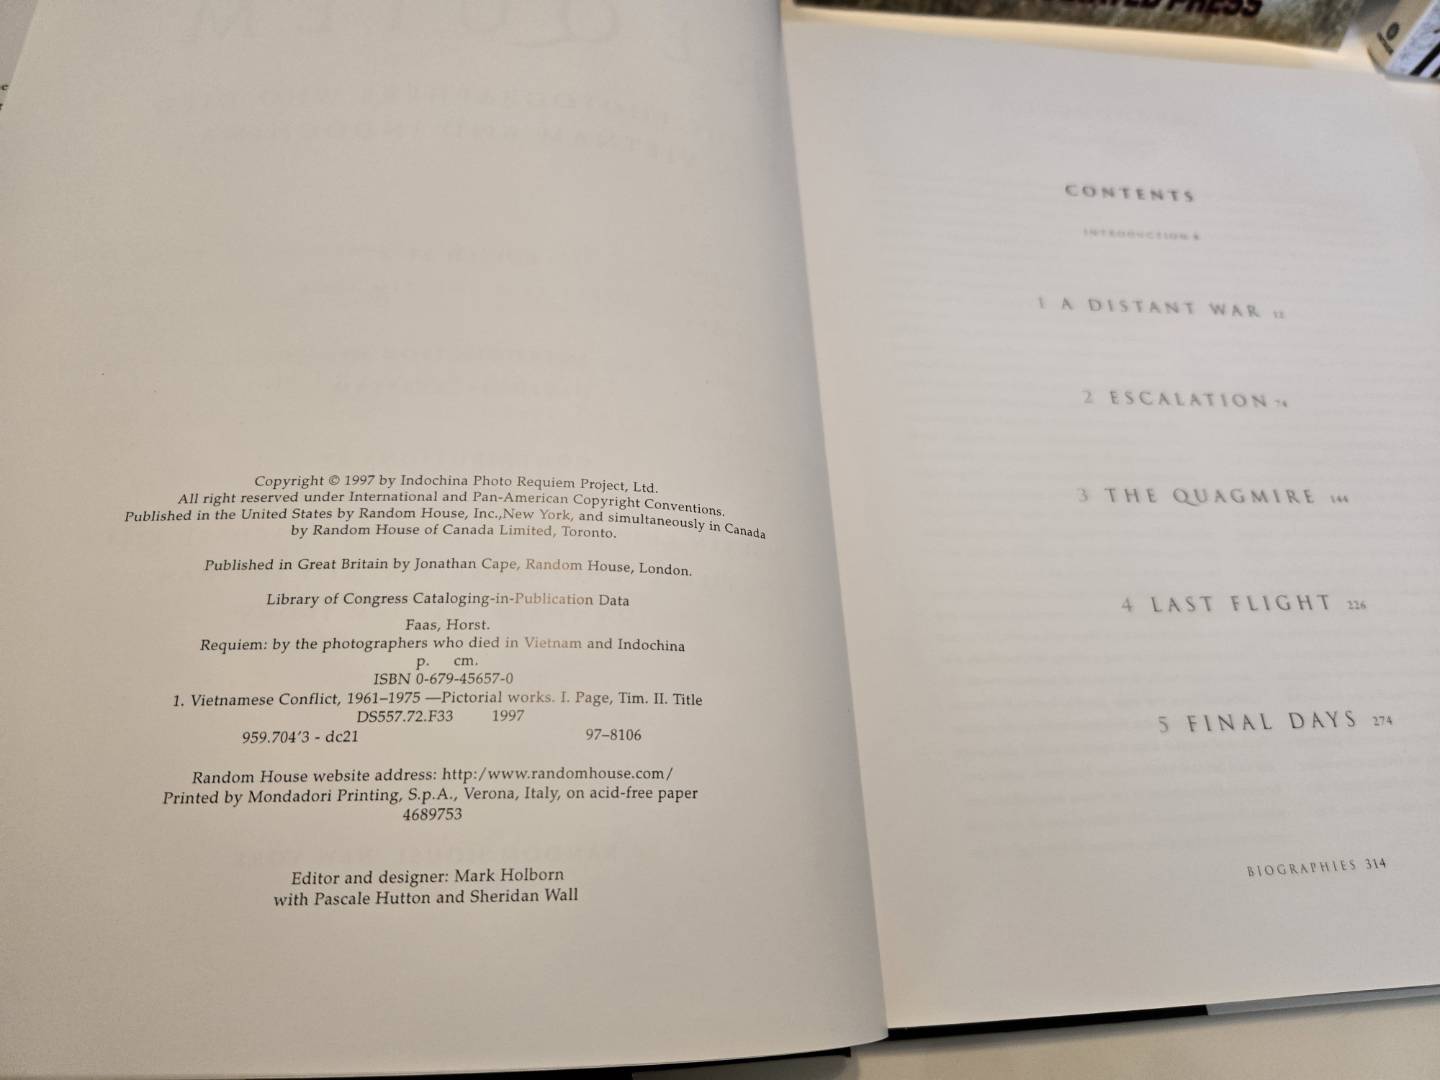 PRESS
Copyright © 1997 by Indochina Photo Requiem Project, Ltd.
All right reserved under International and Pan-American Copyright Conventions.
Published in the United States by Random House, Inc.,New York, and simultaneously in Canada
by Random House of Canada Limited, Toronto.
Published in Great Britain by Jonathan Cape, Random House, London.
Library of Congress Cataloging-in-Publication Data
Faas, Horst.
Requiem: by the photographers who died in Vietnam and Indochina
p. cm.
ISBN 0-679-45657-0
1. Vietnamese Conflict, 1961–1975 —Pictorial works. I. Page, Tim. II. Title
DS557.72.F33 1997
959.704'3 - dc21 97–8106
Random House website address: http:/www.randomhouse.com/
Printed by Mondadori Printing, S.p.A., Verona, Italy, on acid-free paper
4689753
Editor and designer: Mark Holborn
with Pascale Hutton and Sheridan Wall
CONTENTS
INTRODUCTION
1 A DISTANT WAR 12
2 ESCALATION 74
3 THE QUAGMIRE 144
4 LAST FLIGHT 226
5 FINAL DAYS 274
BIOGRAPHIES 314